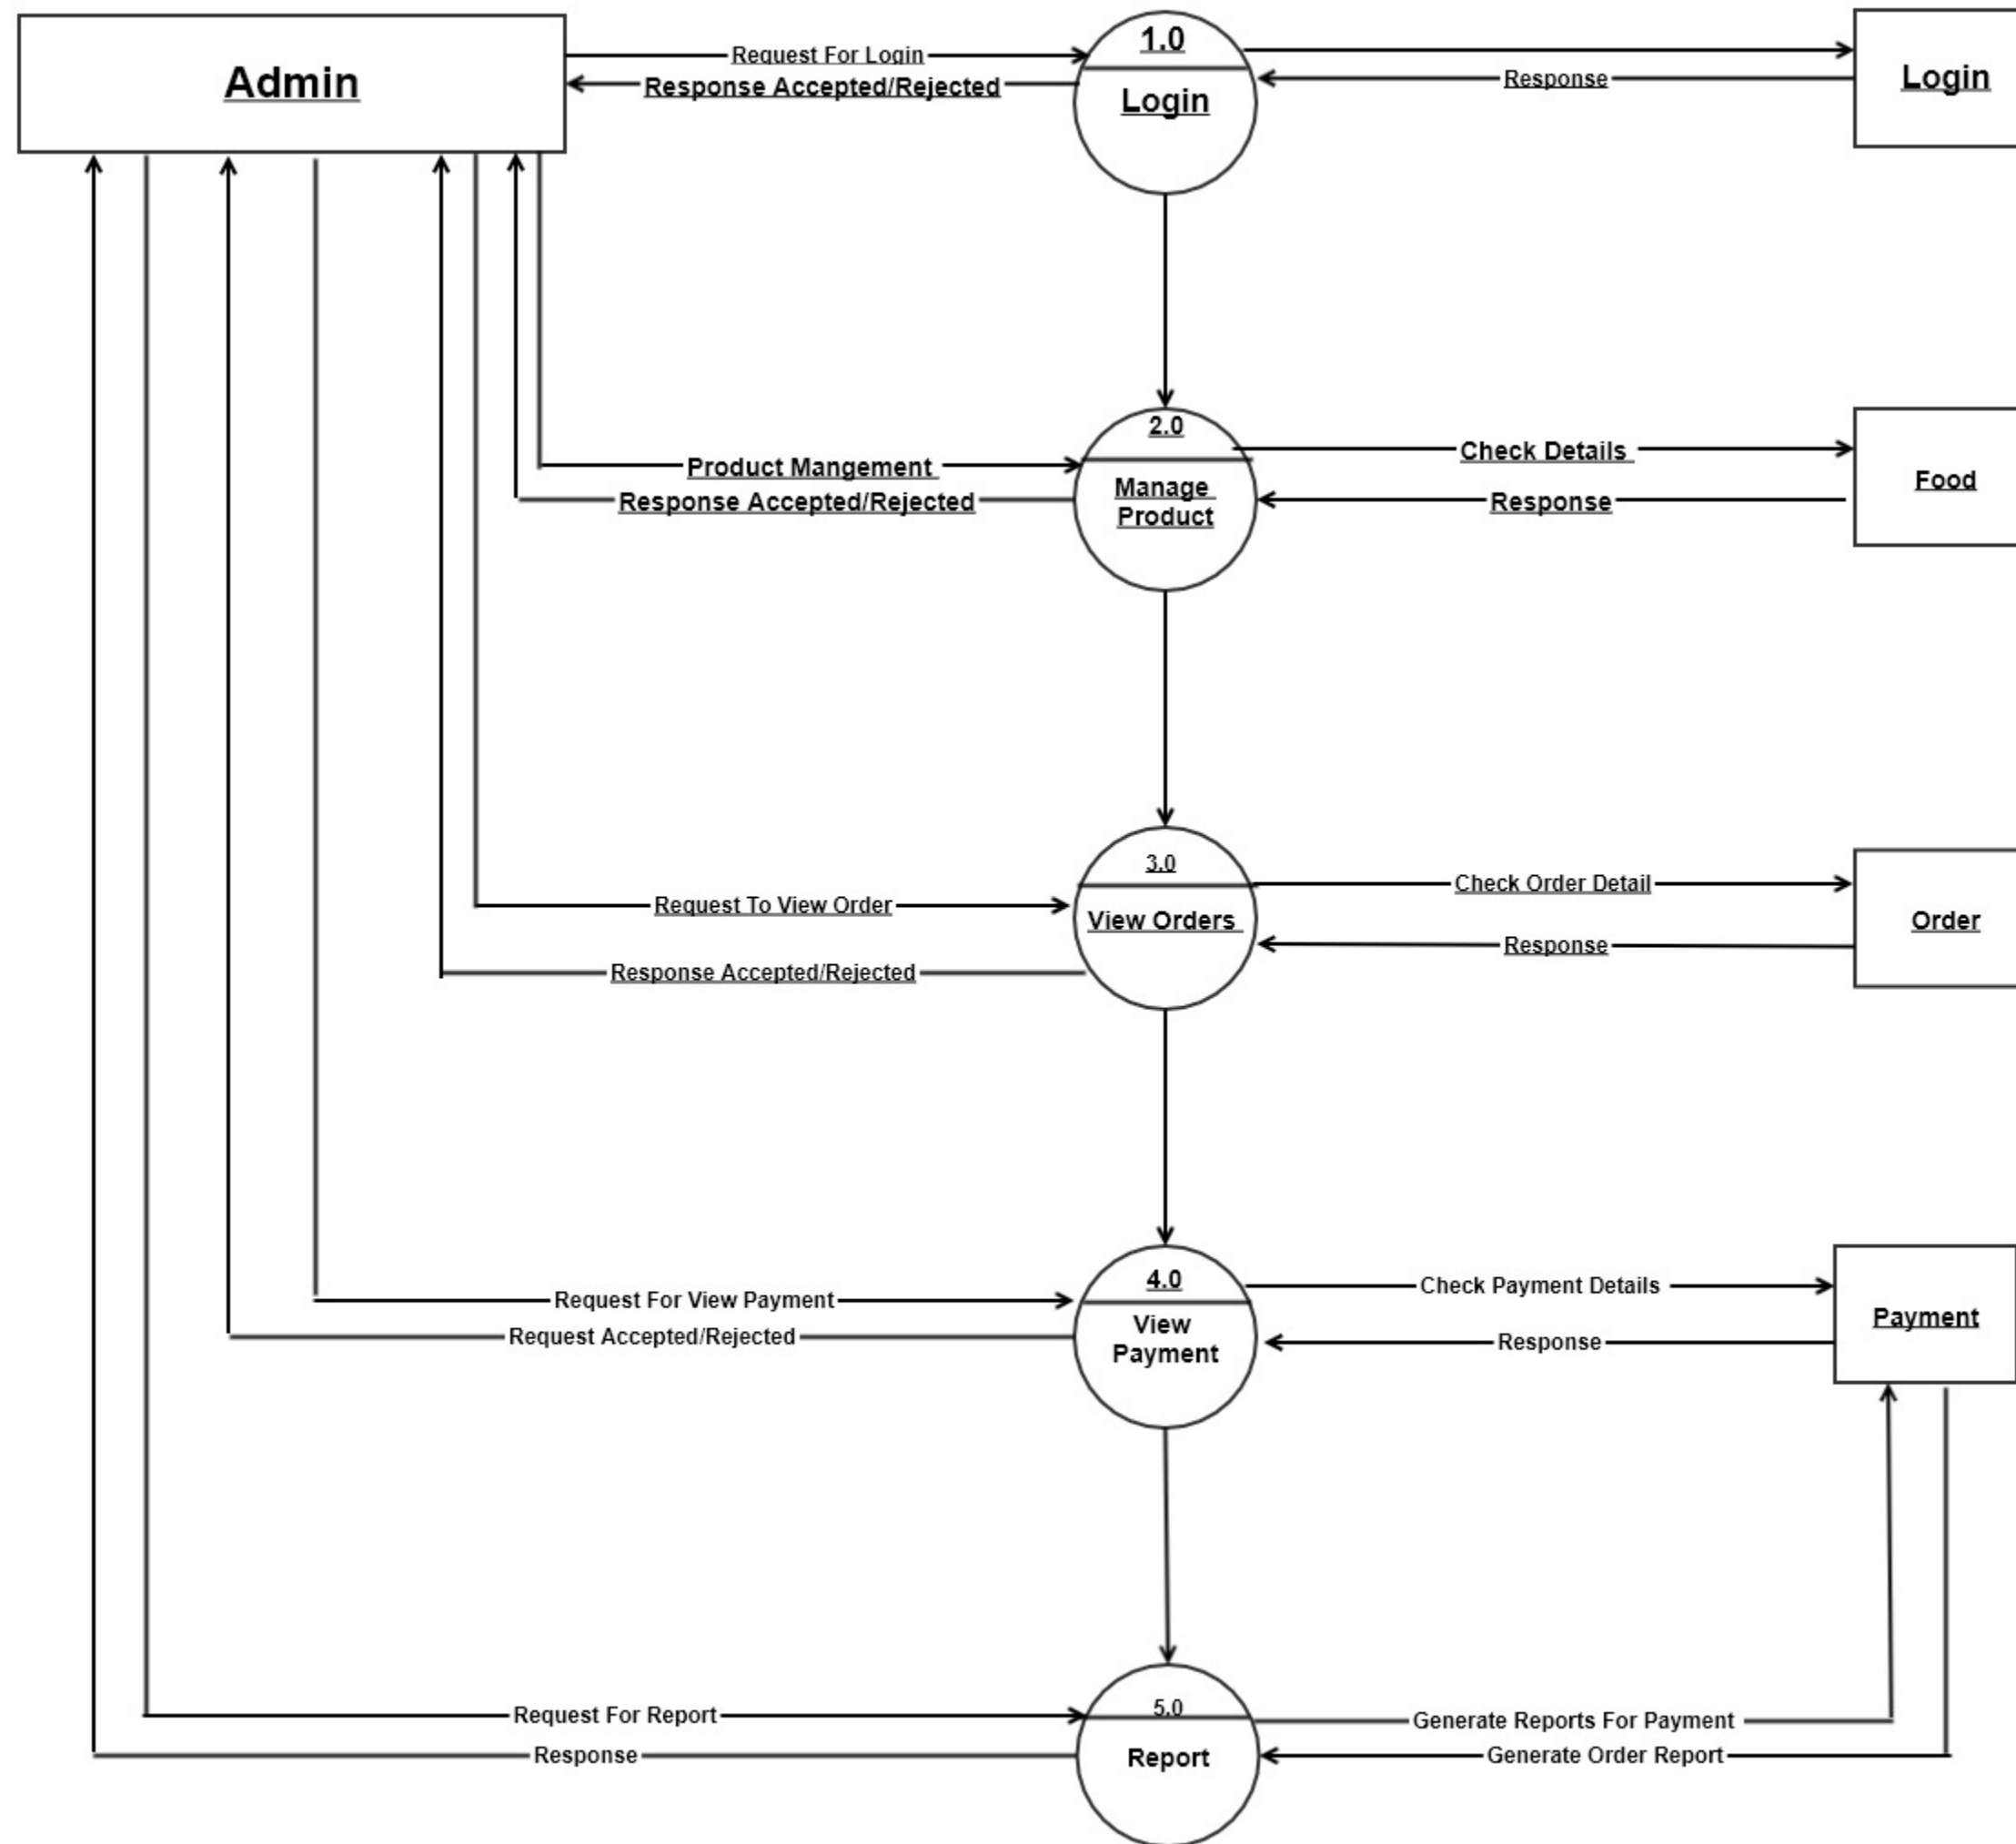 Admin
Request For Login
Response Accepted/Rejected
1.0
Login
Response
Login
Product Mangement
Response Accepted/Rejected
2.0
Manage
Product
Check Details
Response
Food
Request To View Order
Response Accepted/Rejected
3.0
View Orders
Check Order Detail
Response
Order
Request For View Payment
Request Accepted/Rejected
4.0
View
Payment
Check Payment Details
Response
Payment
Request For Report
Response
5.0
Report
Generate Reports For Payment
Generate Order Report